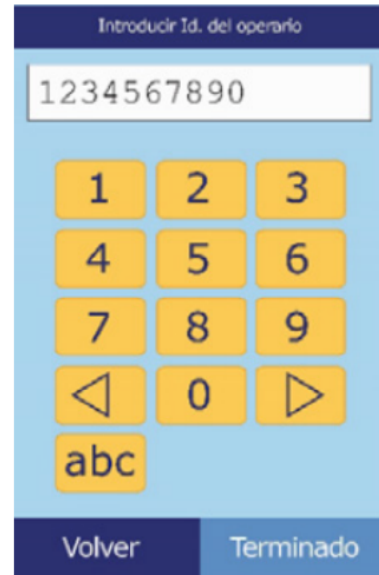 Introducir Id. del operario
1234567890
1 2 3
4 5 6
7 8 9
◁ 0 ▷
abc
Volver Terminado